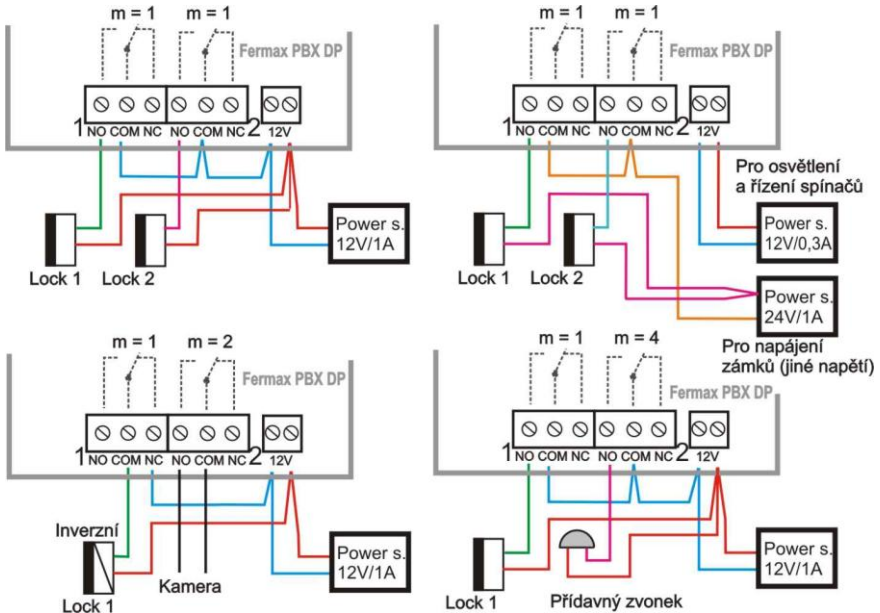 m = 1 m = 1
Fermax PBX DP
1 NO COM NC NO COM NC 2 12V
Power s.
12V/1A
Lock 1 Lock 2
m = 1 m = 1
Fermax PBX DP
1 NO COM NC NO COM NC 2 12V
Pro osvětlení
a řízení spínačů
Power s.
12V/0,3A
Lock 1 Lock 2
Power s.
24V/1A
Pro napájení
zámků (jiné napětí)
m = 1 m = 2
Fermax PBX DP
1 NO COM NC NO COM NC 2 12V
Inverzní
Power s.
12V/1A
Kamera
Lock 1
m = 1 m = 4
Fermax PBX DP
1 NO COM NC NO COM NC 2 12V
Power s.
12V/1A
Lock 1 Přídavný zvonek